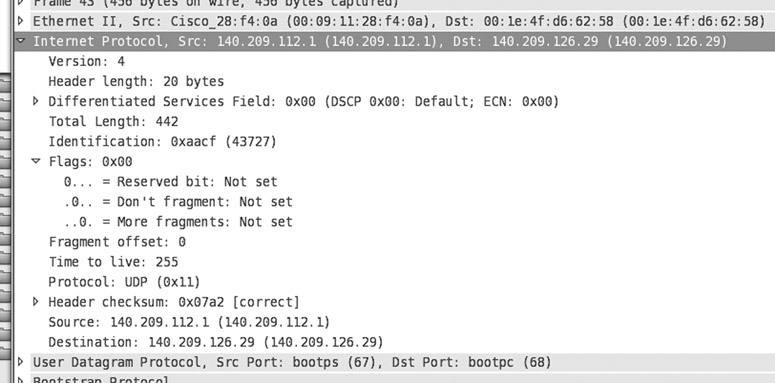 Frame 43 (456 bytes on wire, 456 bytes captured)
Ethernet II, Src: Cisco_28:f4:0a (00:09:11:28:f4:0a), Dst: 00:1e:4f:d6:62:58 (00:1e:4f:d6:62:58)
Internet Protocol, Src: 140.209.112.1 (140.209.112.1), Dst: 140.209.126.29 (140.209.126.29)
Version: 4
Header length: 20 bytes
Differentiated Services Field: 0x00 (DSCP 0x00: Default; ECN: 0x00)
Total Length: 442
Identification: 0xaacf (43727)
Flags: 0x00
0... = Reserved bit: Not set
.0.. = Don't fragment: Not set
..0. = More fragments: Not set
Fragment offset: 0
Time to live: 255
Protocol: UDP (0x11)
Header checksum: 0x07a2 [correct]
Source: 140.209.112.1 (140.209.112.1)
Destination: 140.209.126.29 (140.209.126.29)
User Datagram Protocol, Src Port: bootps (67), Dst Port: bootpc (68)
Bootstrap Protocol